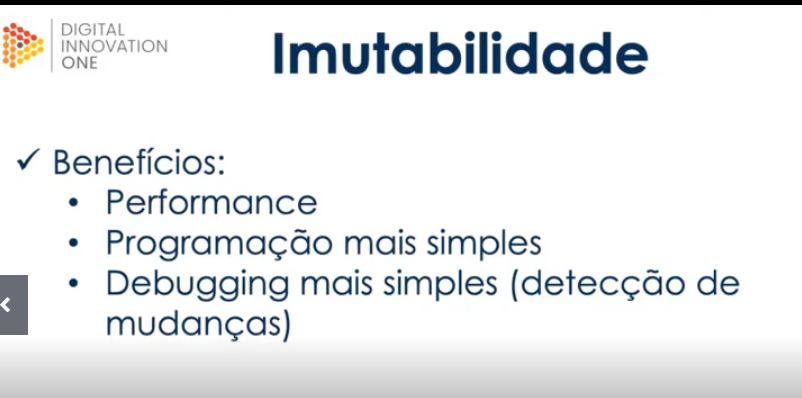 DIGITAL
INNOVATION
ONE
Imutabilidade
✓ Benefícios:
• Performance
• Programação mais simples
• Debugging mais simples (detecção de
mudanças)